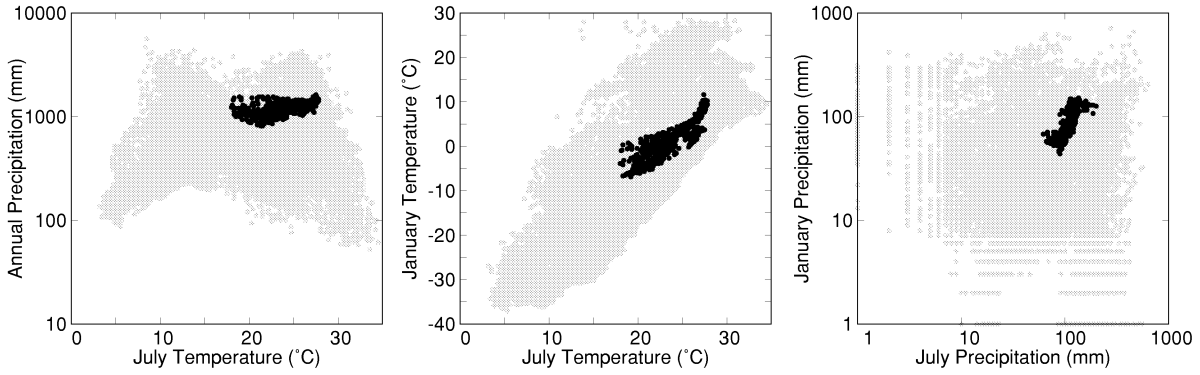 10000
1000
100
10
Annual Precipitation (mm)
0 10 20 30
July Temperature (˚C)
30
20
10
0
-10
-20
-30
-40
January Temperature (˚C)
0 10 20 30
July Temperature (˚C)
1000
100
10
1
January Precipitation (mm)
1 10 100 1000
July Precipitation (mm)